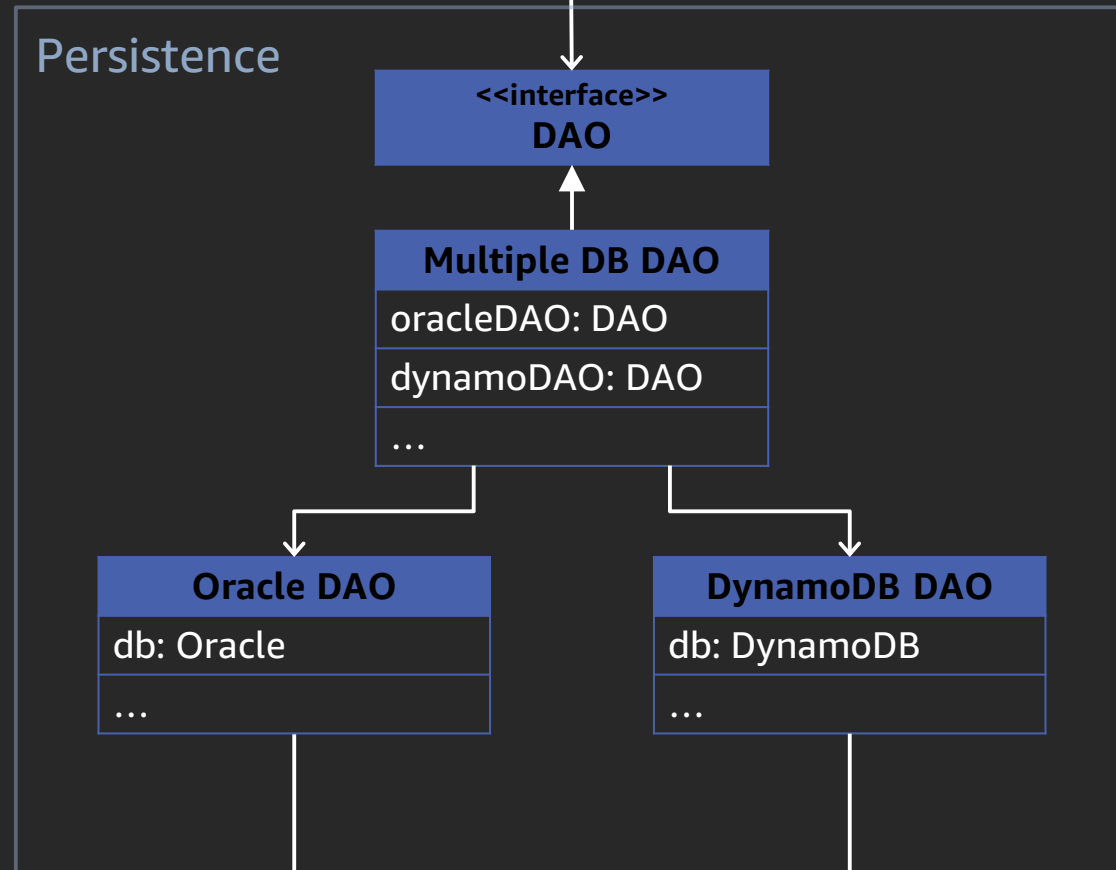 Persistence
<<interface>>
DAO
Multiple DB DAO
oracleDAO: DAO
dynamoDAO: DAO
...
Oracle DAO
db: Oracle
...
DynamoDB DAO
db: DynamoDB
...